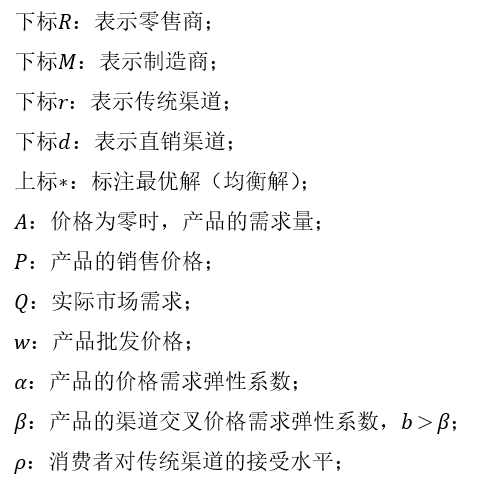 下标R：表示零售商；
下标M：表示制造商；
下标r：表示传统渠道；
下标d：表示直销渠道；
上标*：标注最优解（均衡解）；
A：价格为零时，产品的需求量；
P：产品的销售价格；
Q：实际市场需求；
w：产品批发价格；
α：产品的价格需求弹性系数；
β：产品的渠道交叉价格需求弹性系数，b＞β；
ρ：消费者对传统渠道的接受水平；